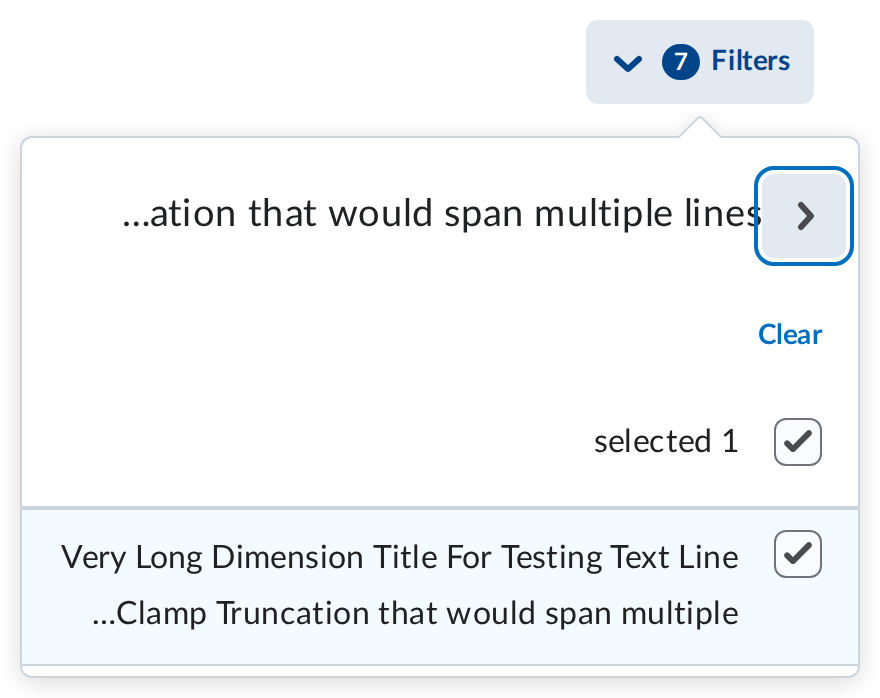 7 Filters
...ation that would span multiple lines
Clear
selected 1
Very Long Dimension Title For Testing Text Line
...Clamp Truncation that would span multiple